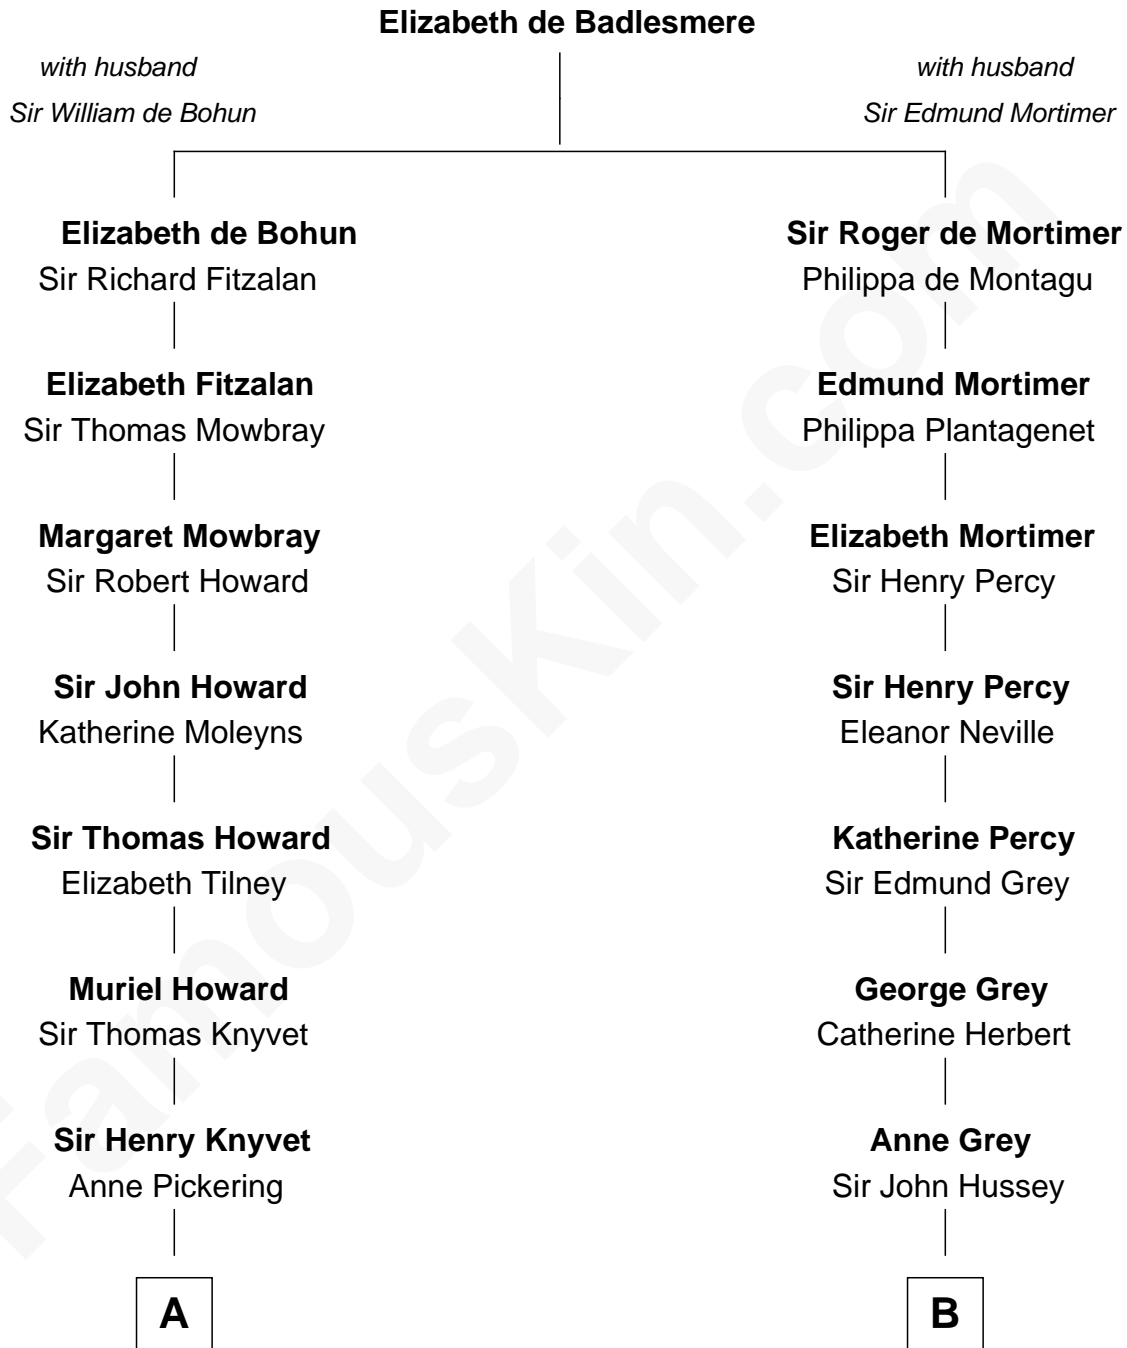 Elizabeth de Badlesmere
with husband
Sir William de Bohun
with husband
Sir Edmund Mortimer
Elizabeth de Bohun
Sir Richard Fitzalan
Sir Roger de Mortimer
Philippa de Montagu
Elizabeth Fitzalan
Sir Thomas Mowbray
Edmund Mortimer
Philippa Plantagenet
Margaret Mowbray
Sir Robert Howard
Elizabeth Mortimer
Sir Henry Percy
Sir John Howard
Katherine Moleyns
Sir Henry Percy
Eleanor Neville
Sir Thomas Howard
Elizabeth Tilney
Katherine Percy
Sir Edmund Grey
Muriel Howard
Sir Thomas Knyvet
George Grey
Catherine Herbert
Sir Henry Knyvet
Anne Pickering
Anne Grey
Sir John Hussey
A
B
FamousKin.com